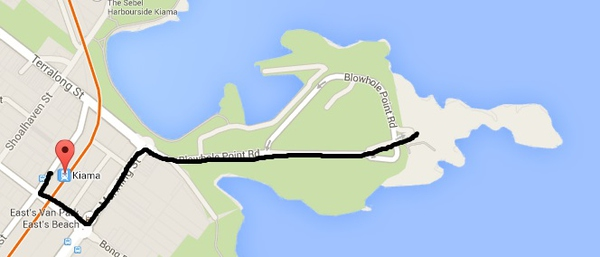 The Sebel
Harbourside Kiama
Terralong St
Shoalhaven St
Blowhole Point Rd
Blowhole Point Rd
Blowhole Point Rd
Kiama
East's Van Park
East's Beach
Bong